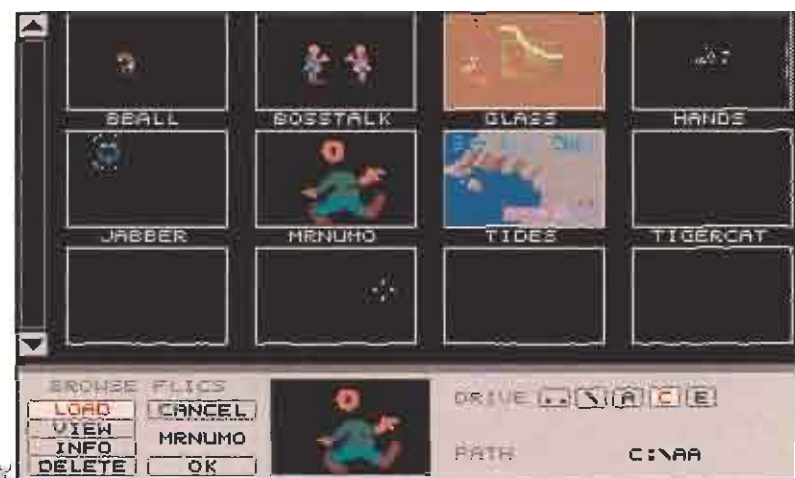 BBALL BOSSTALK GLASS HANDS
JABBER MRNUMO TIDES TIGERCAT
BROWSE FLICS
LOAD CANCEL
VIEW MRNUMO
INFO
DELETE OK
DRIVE .. \ A C E
PATH C:\AA